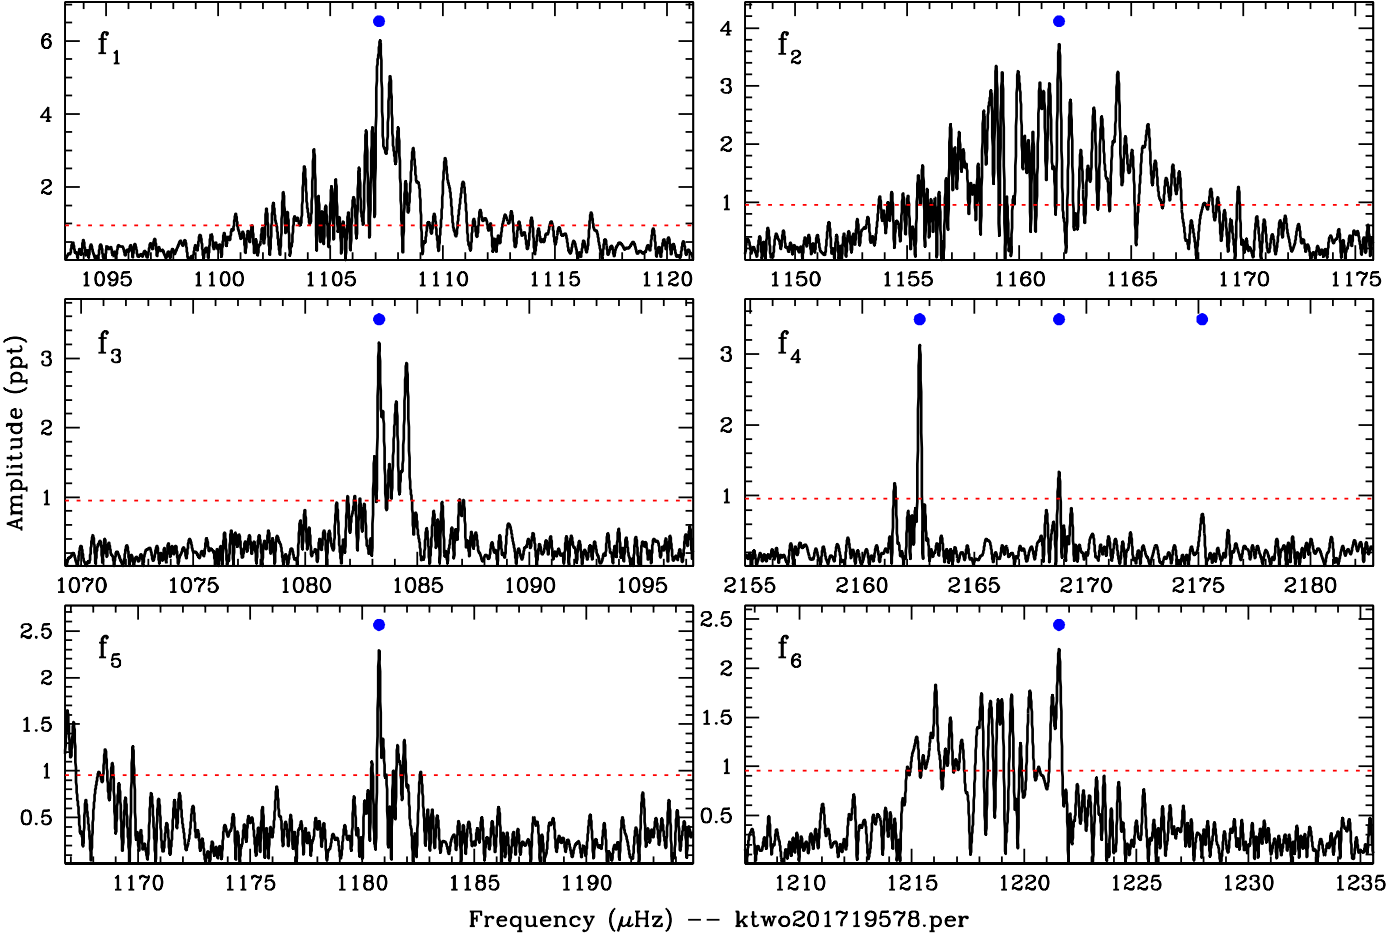 f1
6
4
2
1095 1100 1105 1110 1115 1120
f2
4
3
2
1
1150 1155 1160 1165 1170 1175
f3
3
2
1
1070 1075 1080 1085 1090 1095
f4
3
2
1
2155 2160 2165 2170 2175 2180
f5
2.5
2
1.5
1
0.5
1170 1175 1180 1185 1190
f6
2.5
2
1.5
1
0.5
1210 1215 1220 1225 1230 1235
Amplitude (ppt)
Frequency (μHz) -- ktwo201719578.per